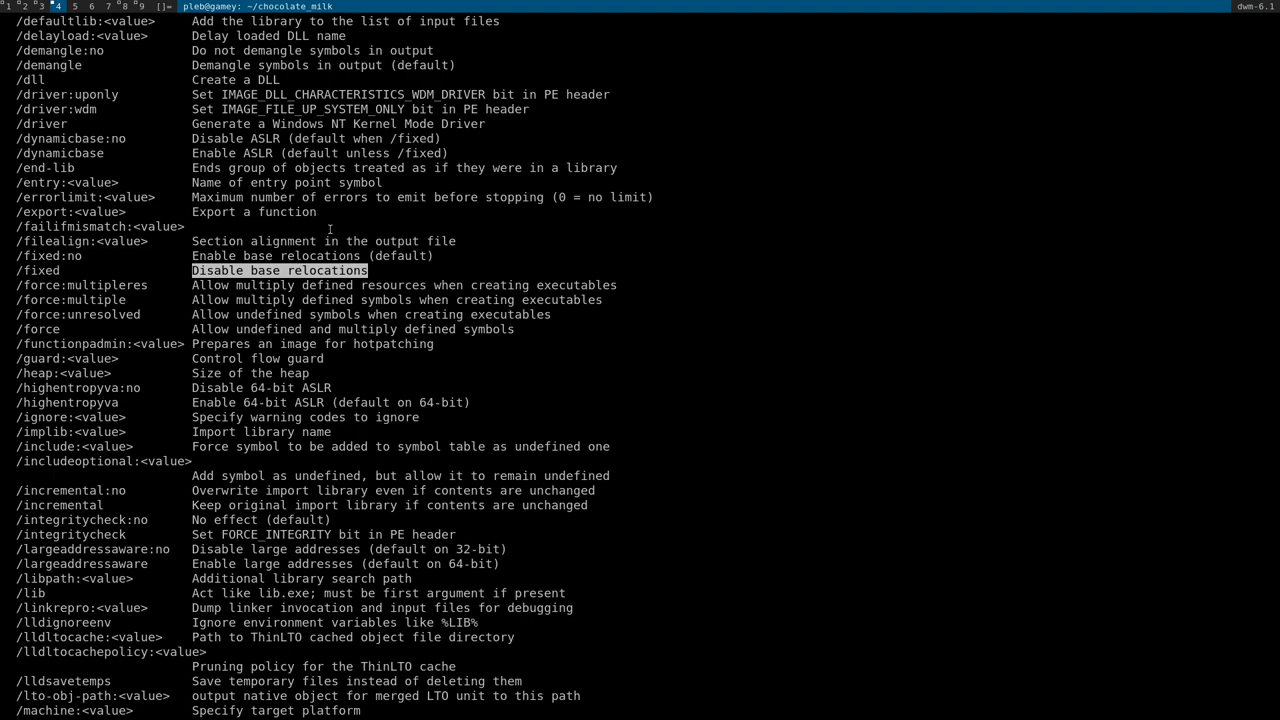 1 2 3 4 5 6 7 8 9 []= pleb@gamey: ~/chocolate_milk dwm-6.1
/defaultlib:<value> Add the library to the list of input files
/delayload:<value> Delay loaded DLL name
/demangle:no Do not demangle symbols in output
/demangle Demangle symbols in output (default)
/dll Create a DLL
/driver:uponly Set IMAGE_DLL_CHARACTERISTICS_WDM_DRIVER bit in PE header
/driver:wdm Set IMAGE_FILE_UP_SYSTEM_ONLY bit in PE header
/driver Generate a Windows NT Kernel Mode Driver
/dynamicbase:no Disable ASLR (default when /fixed)
/dynamicbase Enable ASLR (default unless /fixed)
/end-lib Ends group of objects treated as if they were in a library
/entry:<value> Name of entry point symbol
/errorlimit:<value> Maximum number of errors to emit before stopping (0 = no limit)
/export:<value> Export a function
/failifmismatch:<value>
/filealign:<value> Section alignment in the output file
/fixed:no Enable base relocations (default)
/fixed Disable base relocations
/force:multipleres Allow multiply defined resources when creating executables
/force:multiple Allow multiply defined symbols when creating executables
/force:unresolved Allow undefined symbols when creating executables
/force Allow undefined and multiply defined symbols
/functionpadmin:<value> Prepares an image for hotpatching
/guard:<value> Control flow guard
/heap:<value> Size of the heap
/highentropyva:no Disable 64-bit ASLR
/highentropyva Enable 64-bit ASLR (default on 64-bit)
/ignore:<value> Specify warning codes to ignore
/implib:<value> Import library name
/include:<value> Force symbol to be added to symbol table as undefined one
/includeoptional:<value>
Add symbol as undefined, but allow it to remain undefined
/incremental:no Overwrite import library even if contents are unchanged
/incremental Keep original import library if contents are unchanged
/integritycheck:no No effect (default)
/integritycheck Set FORCE_INTEGRITY bit in PE header
/largeaddressaware:no Disable large addresses (default on 32-bit)
/largeaddressaware Enable large addresses (default on 64-bit)
/libpath:<value> Additional library search path
/lib Act like lib.exe; must be first argument if present
/linkrepro:<value> Dump linker invocation and input files for debugging
/lldignoreenv Ignore environment variables like %LIB%
/lldltocache:<value> Path to ThinLTO cached object file directory
/lldltocachepolicy:<value>
Pruning policy for the ThinLTO cache
/lldsavetemps Save temporary files instead of deleting them
/lto-obj-path:<value> output native object for merged LTO unit to this path
/machine:<value> Specify target platform